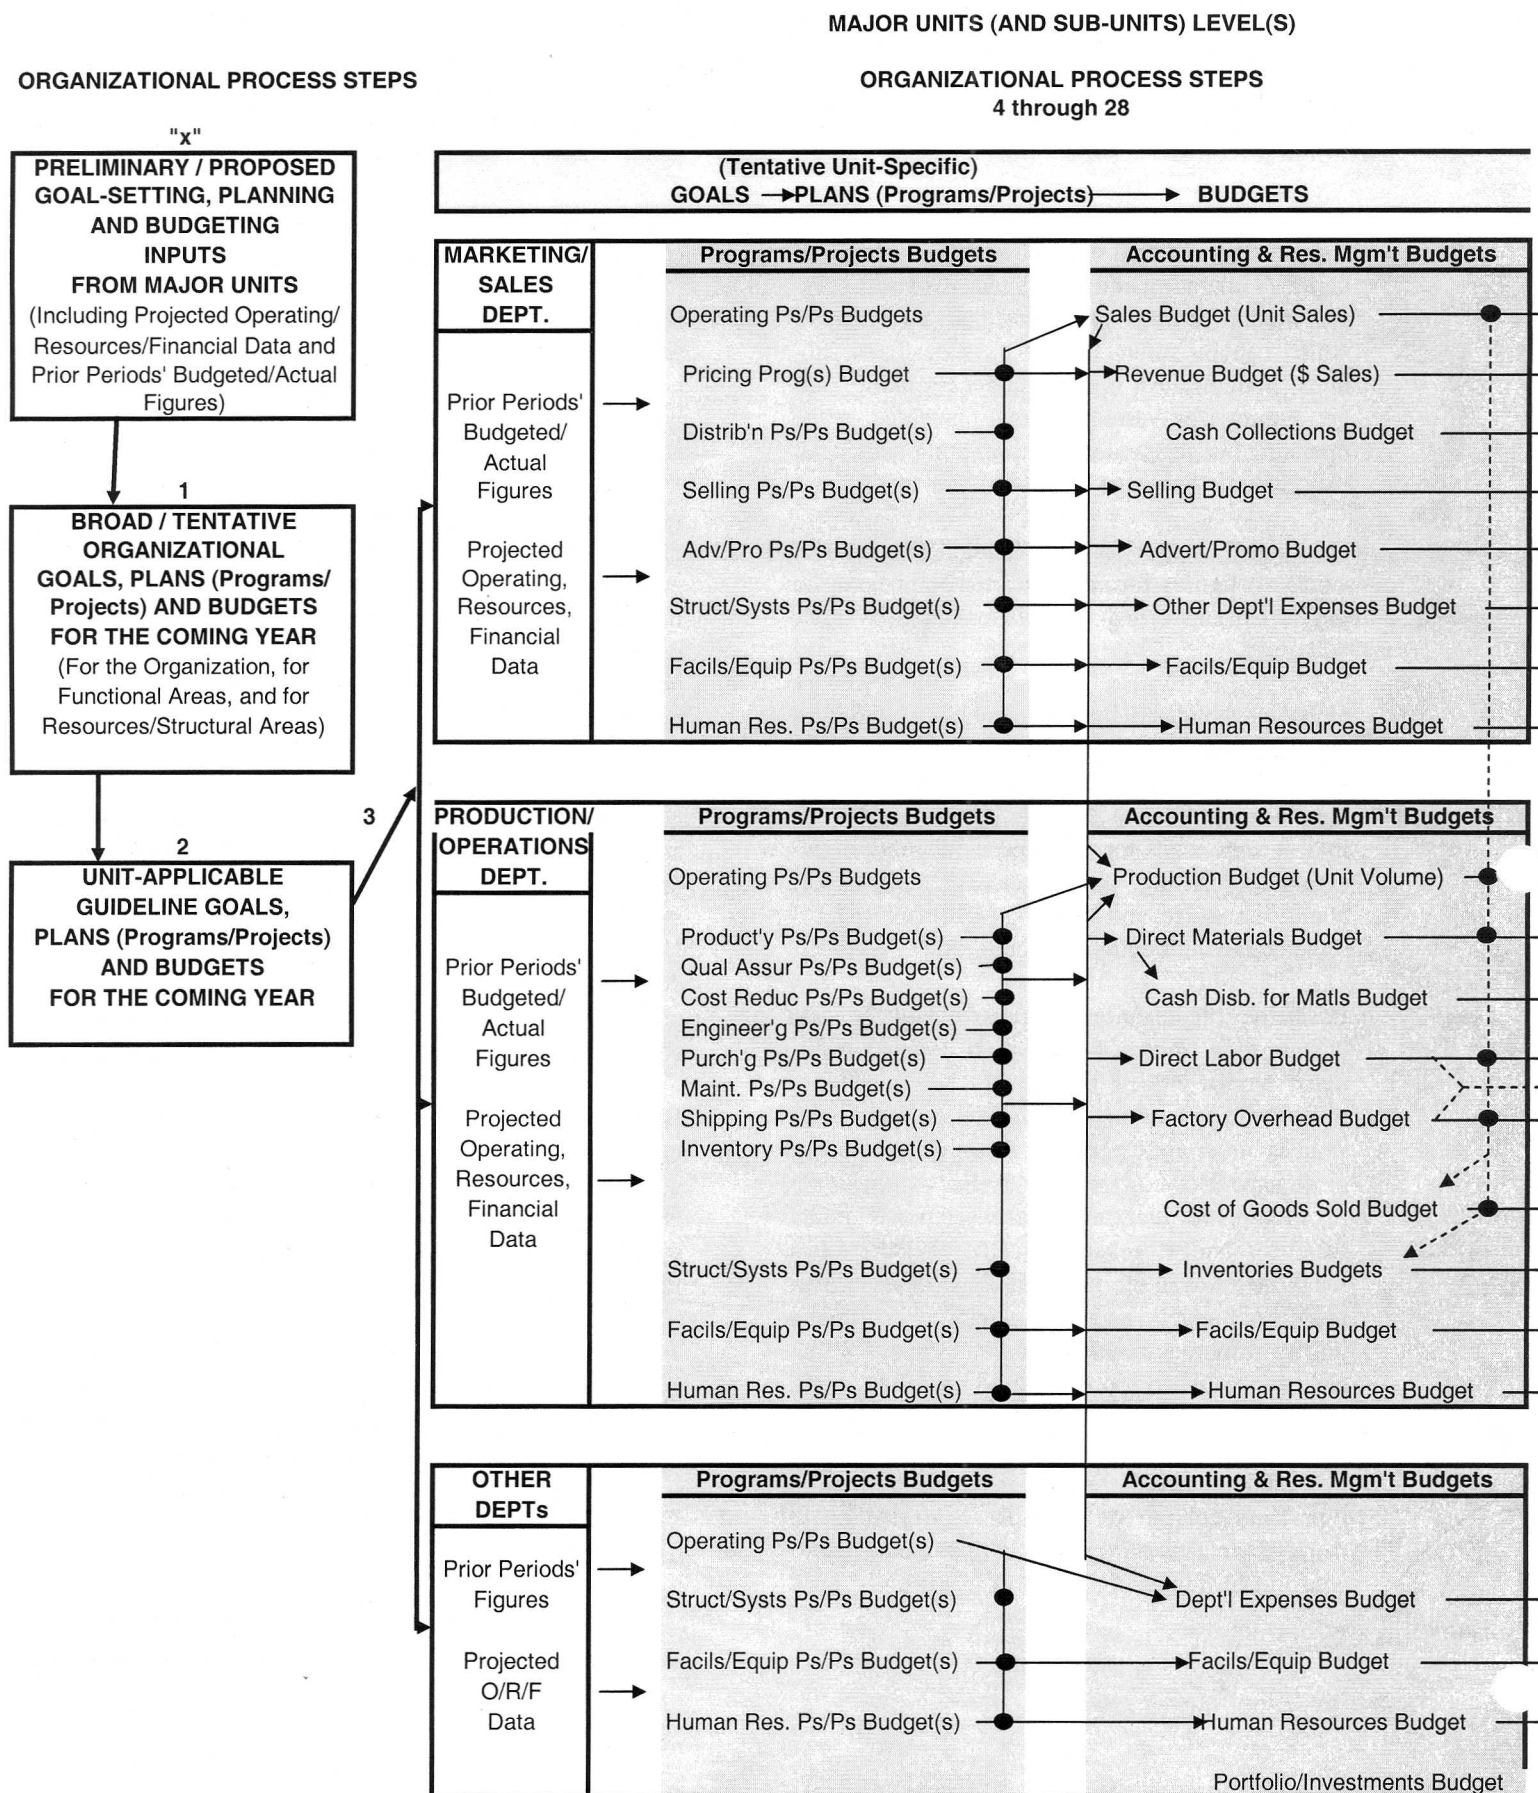 MAJOR UNITS (AND SUB-UNITS) LEVEL(S)
ORGANIZATIONAL PROCESS STEPS
ORGANIZATIONAL PROCESS STEPS
4 through 28
"x"
PRELIMINARY / PROPOSED
GOAL-SETTING, PLANNING
AND BUDGETING
INPUTS
FROM MAJOR UNITS
(Including Projected Operating/
Resources/Financial Data and
Prior Periods' Budgeted/Actual
Figures)
1
BROAD / TENTATIVE
ORGANIZATIONAL
GOALS, PLANS (Programs/
Projects) AND BUDGETS
FOR THE COMING YEAR
(For the Organization, for
Functional Areas, and for
Resources/Structural Areas)
2
3
UNIT-APPLICABLE
GUIDELINE GOALS,
PLANS (Programs/Projects)
AND BUDGETS
FOR THE COMING YEAR
(Tentative Unit-Specific)
GOALS PLANS (Programs/Projects) BUDGETS
MARKETING/
SALES
DEPT.
Prior Periods'
Budgeted/
Actual
Figures
Projected
Operating,
Resources,
Financial
Data
Programs/Projects Budgets
Operating Ps/Ps Budgets
Pricing Prog(s) Budget
Distrib'n Ps/Ps Budget(s)
Selling Ps/Ps Budget(s)
Adv/Pro Ps/Ps Budget(s)
Struct/Systs Ps/Ps Budget(s)
Facils/Equip Ps/Ps Budget(s)
Human Res. Ps/Ps Budget(s)
Accounting & Res. Mgm't Budgets
Sales Budget (Unit Sales)
Revenue Budget ($ Sales)
Cash Collections Budget
Selling Budget
Advert/Promo Budget
Other Dept'l Expenses Budget
Facils/Equip Budget
Human Resources Budget
PRODUCTION/
OPERATIONS
DEPT.
Prior Periods'
Budgeted/
Actual
Figures
Projected
Operating,
Resources,
Financial
Data
Programs/Projects Budgets
Operating Ps/Ps Budgets
Product'y Ps/Ps Budget(s)
Qual Assur Ps/Ps Budget(s)
Cost Reduc Ps/Ps Budget(s)
Engineer'g Ps/Ps Budget(s)
Purch'g Ps/Ps Budget(s)
Maint. Ps/Ps Budget(s)
Shipping Ps/Ps Budget(s)
Inventory Ps/Ps Budget(s)
Struct/Systs Ps/Ps Budget(s)
Facils/Equip Ps/Ps Budget(s)
Human Res. Ps/Ps Budget(s)
Accounting & Res. Mgm't Budgets
Production Budget (Unit Volume)
Direct Materials Budget
Cash Disb. for Matls Budget
Direct Labor Budget
Factory Overhead Budget
Cost of Goods Sold Budget
Inventories Budgets
Facils/Equip Budget
Human Resources Budget
OTHER
DEPTs
Prior Periods'
Figures
Projected
O/R/F
Data
Programs/Projects Budgets
Operating Ps/Ps Budget(s)
Struct/Systs Ps/Ps Budget(s)
Facils/Equip Ps/Ps Budget(s)
Human Res. Ps/Ps Budget(s)
Accounting & Res. Mgm't Budgets
Dept'l Expenses Budget
Facils/Equip Budget
Human Resources Budget
Portfolio/Investments Budget